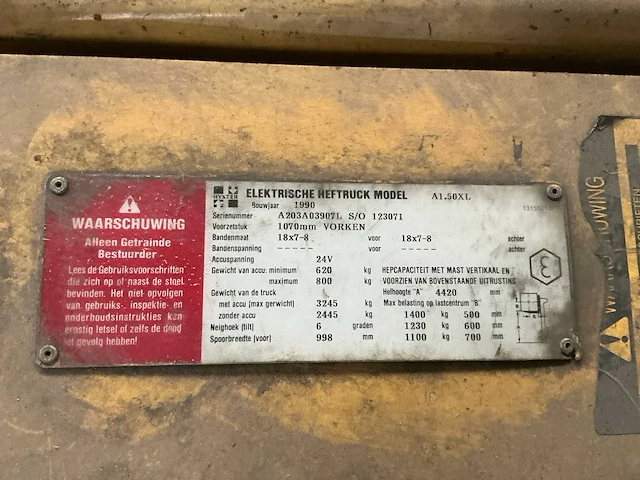 WAARSCHUWING
Alleen Getrainde
Bestuurder
Lees de Gebruiksvoorschriften
die zich op of naast de stoel
bevinden. Het niet opvolgen
van gebruiks-, inspektie- en
onderhoudsinstrukties kan
ernstig letsel of zelfs de dood
tot gevolg hebben!
HYSTER ELEKTRISCHE HEFTRUCK MODEL A1.50XL
Bouwjaar 1990
Serienummer A203A03907L S/O 123071
Voorzetstuk 1070mm VORKEN
Bandenmaat 18x7-8 voor 18x7-8 achter
Bandenspanning ----- voor ----- achter
Accuspanning 24V
Gewicht van accu: minimum 620 kg HEFCAPACITEIT MET MAST VERTIKAAL EN
maximum 800 kg VOORZIEN VAN BOVENSTAANDE UITRUSTING
Gewicht van de truck Hefhoogte "A" 4420 mm
met accu (max gerwicht) 3245 kg Max belasting op lastcentrum "B"
zonder accu 2445 kg 1400 kg 500 mm
Neighoek (tilt) 6 graden 1230 kg 600 mm
Spoorbreedte (voor) 998 mm 1100 kg 700 mm
WARNING